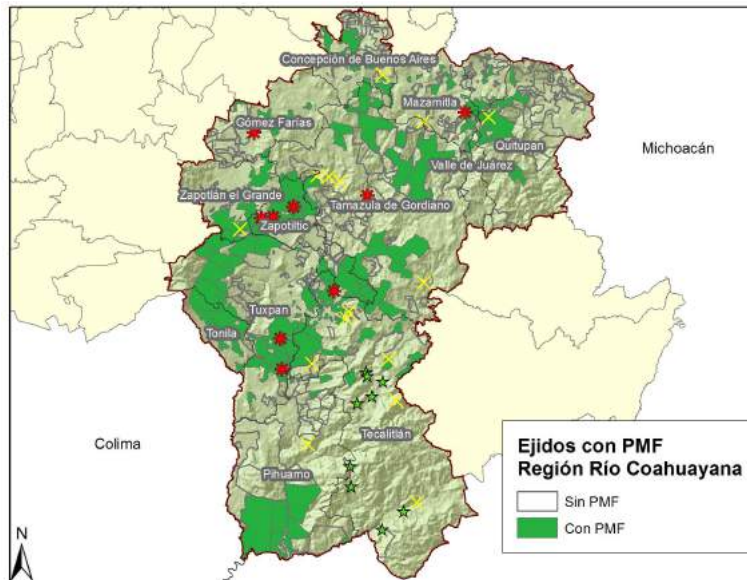 Concepción de Buenos Aires
Mazamitla
Gómez Farías
Quitupan
Michoacán
Valle de Juárez
Zapotlán el Grande
Tamazula de Gordiano
Zapotiltic
Tuxpan
Tonila
Tecalitlán
Colima
Pihuamo
Ejidos con PMF
Región Río Coahuayana
Sin PMF
Con PMF
N